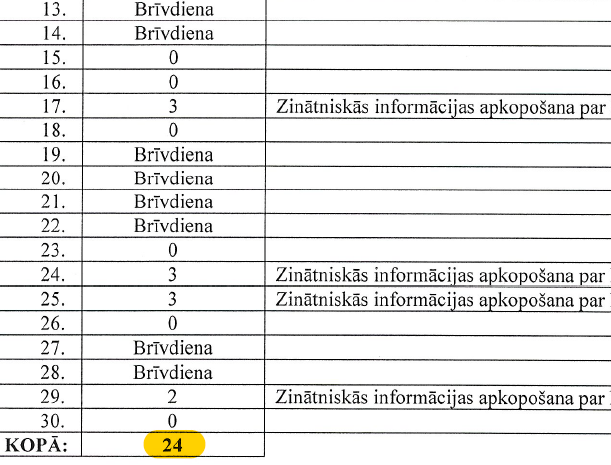 13. Brīvdiena
14. Brīvdiena
15. 0
16. 0
17. 3 Zinātniskās informācijas apkopošana par
18. 0
19. Brīvdiena
20. Brīvdiena
21. Brīvdiena
22. Brīvdiena
23. 0
24. 3 Zinātniskās informācijas apkopošana par
25. 3 Zinātniskās informācijas apkopošana par
26. 0
27. Brīvdiena
28. Brīvdiena
29. 2 Zinātniskās informācijas apkopošana par
30. 0
KOPĀ: 24